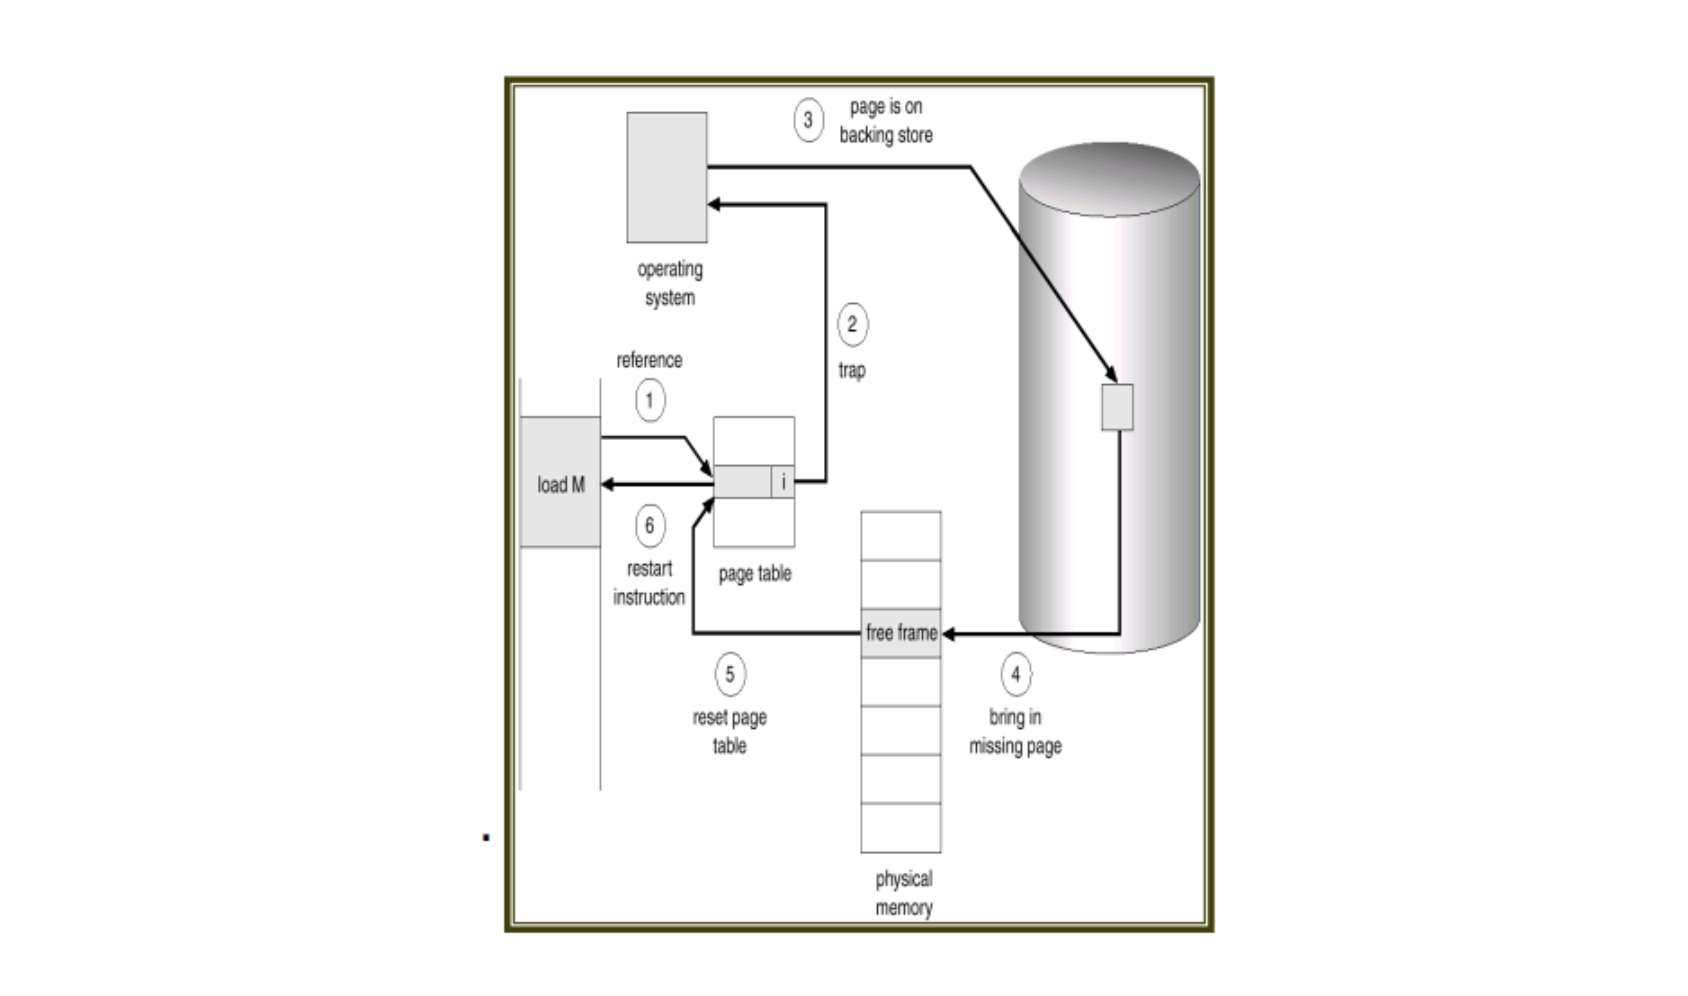 3
page is on
backing store
operating
system
2
trap
reference
1
load M
i
6
restart
instruction
page table
free frame
5
reset page
table
4
bring in
missing page
physical
memory